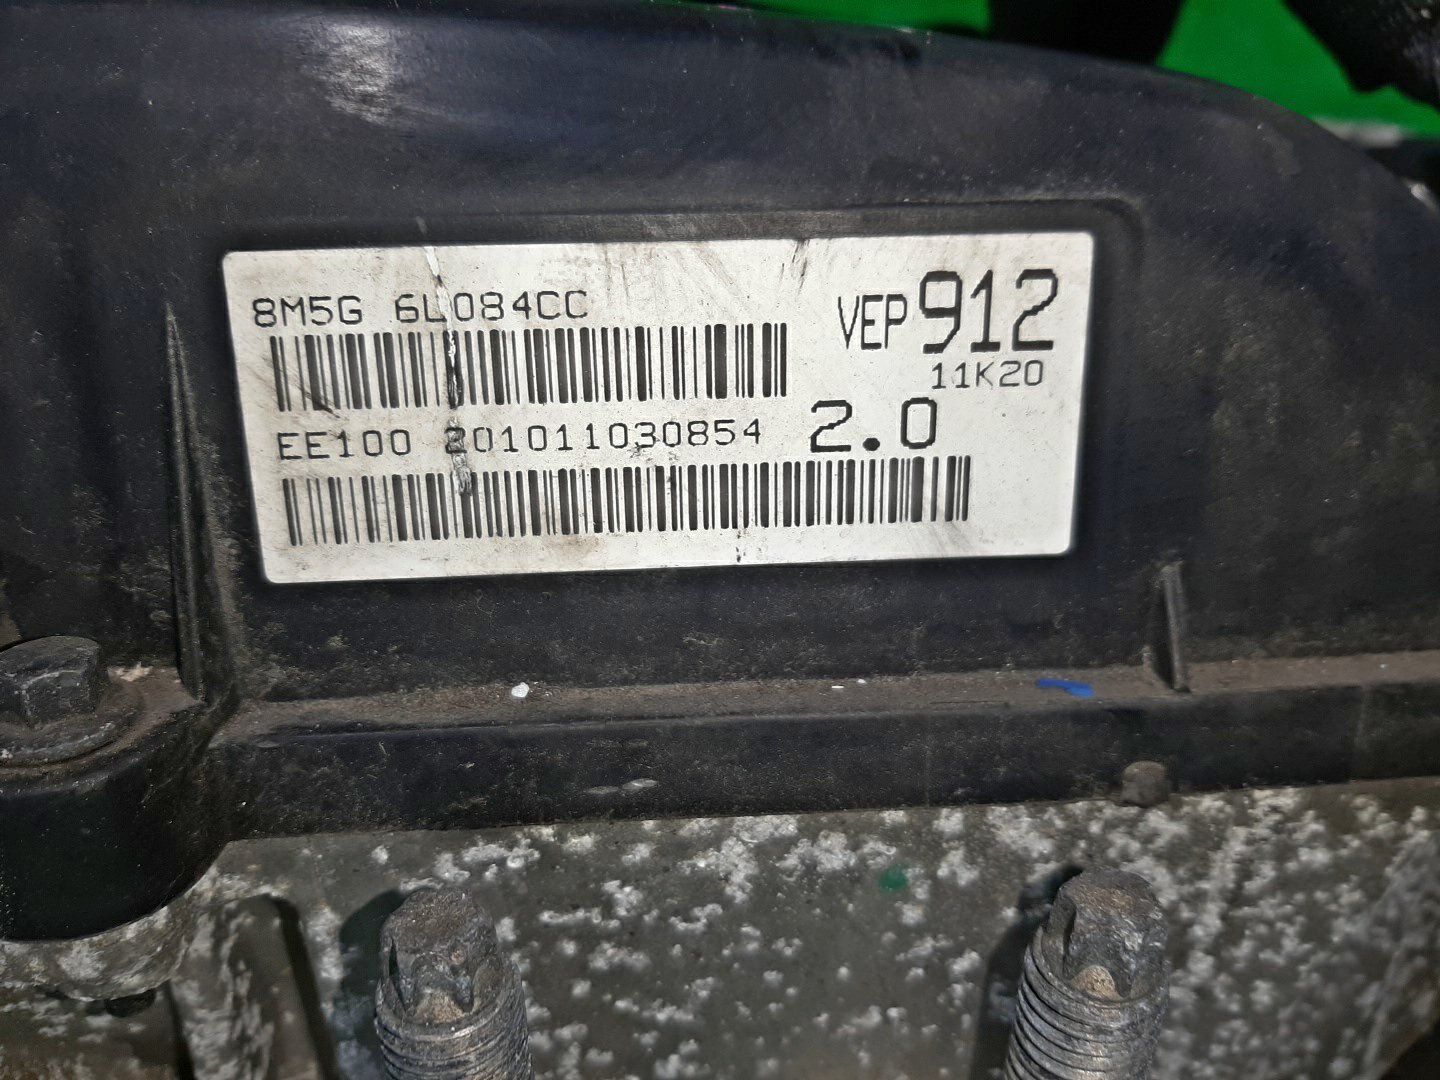 8M5G 6L084CC
VEP 912
11K20
EE100 201011030854 2.0